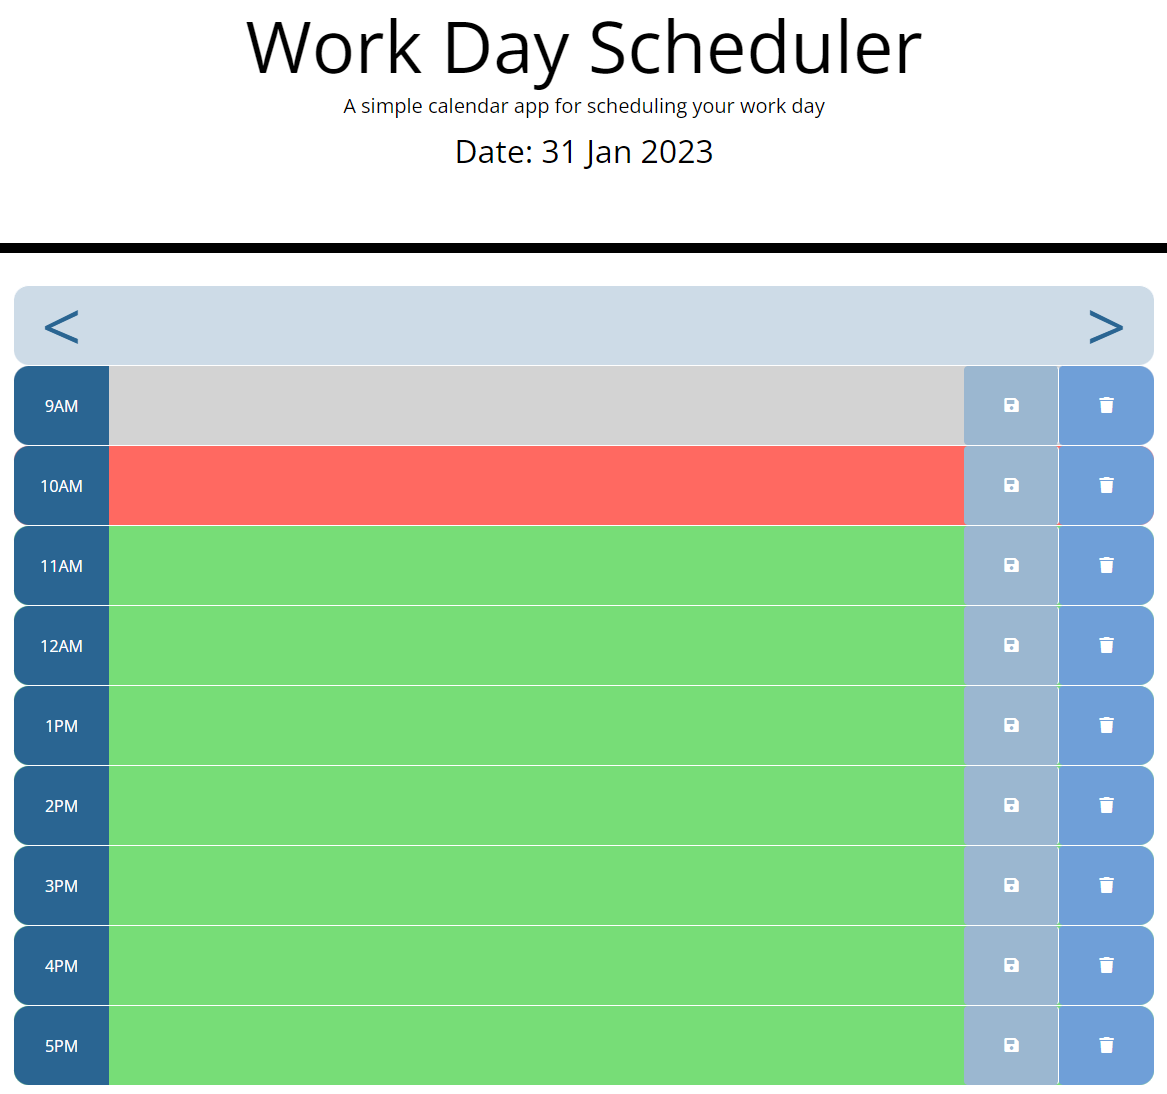 Work Day Scheduler
A simple calendar app for scheduling your work day
Date: 31 Jan 2023
< >
9AM
10AM
11AM
12AM
1PM
2PM
3PM
4PM
5PM